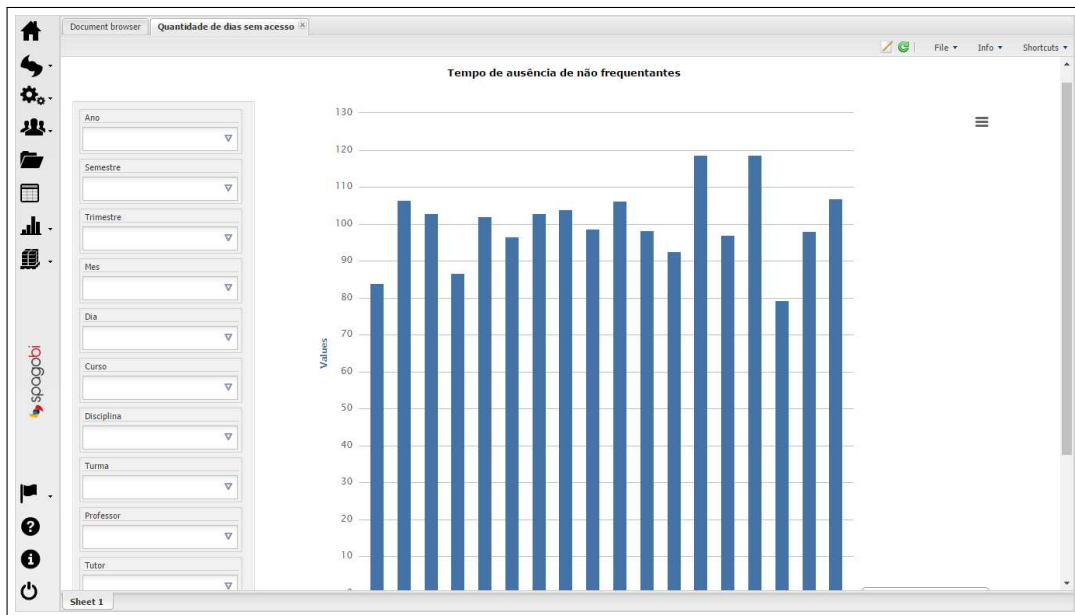 Document browser
Quantidade de dias sem acesso
File
Info
Shortcuts
Tempo de ausência de não frequentantes
Ano
Semestre
Trimestre
Mes
Dia
Curso
Disciplina
Turma
Professor
Tutor
130
120
110
100
90
80
70
60
50
40
30
20
10
Values
spagobi
Sheet 1